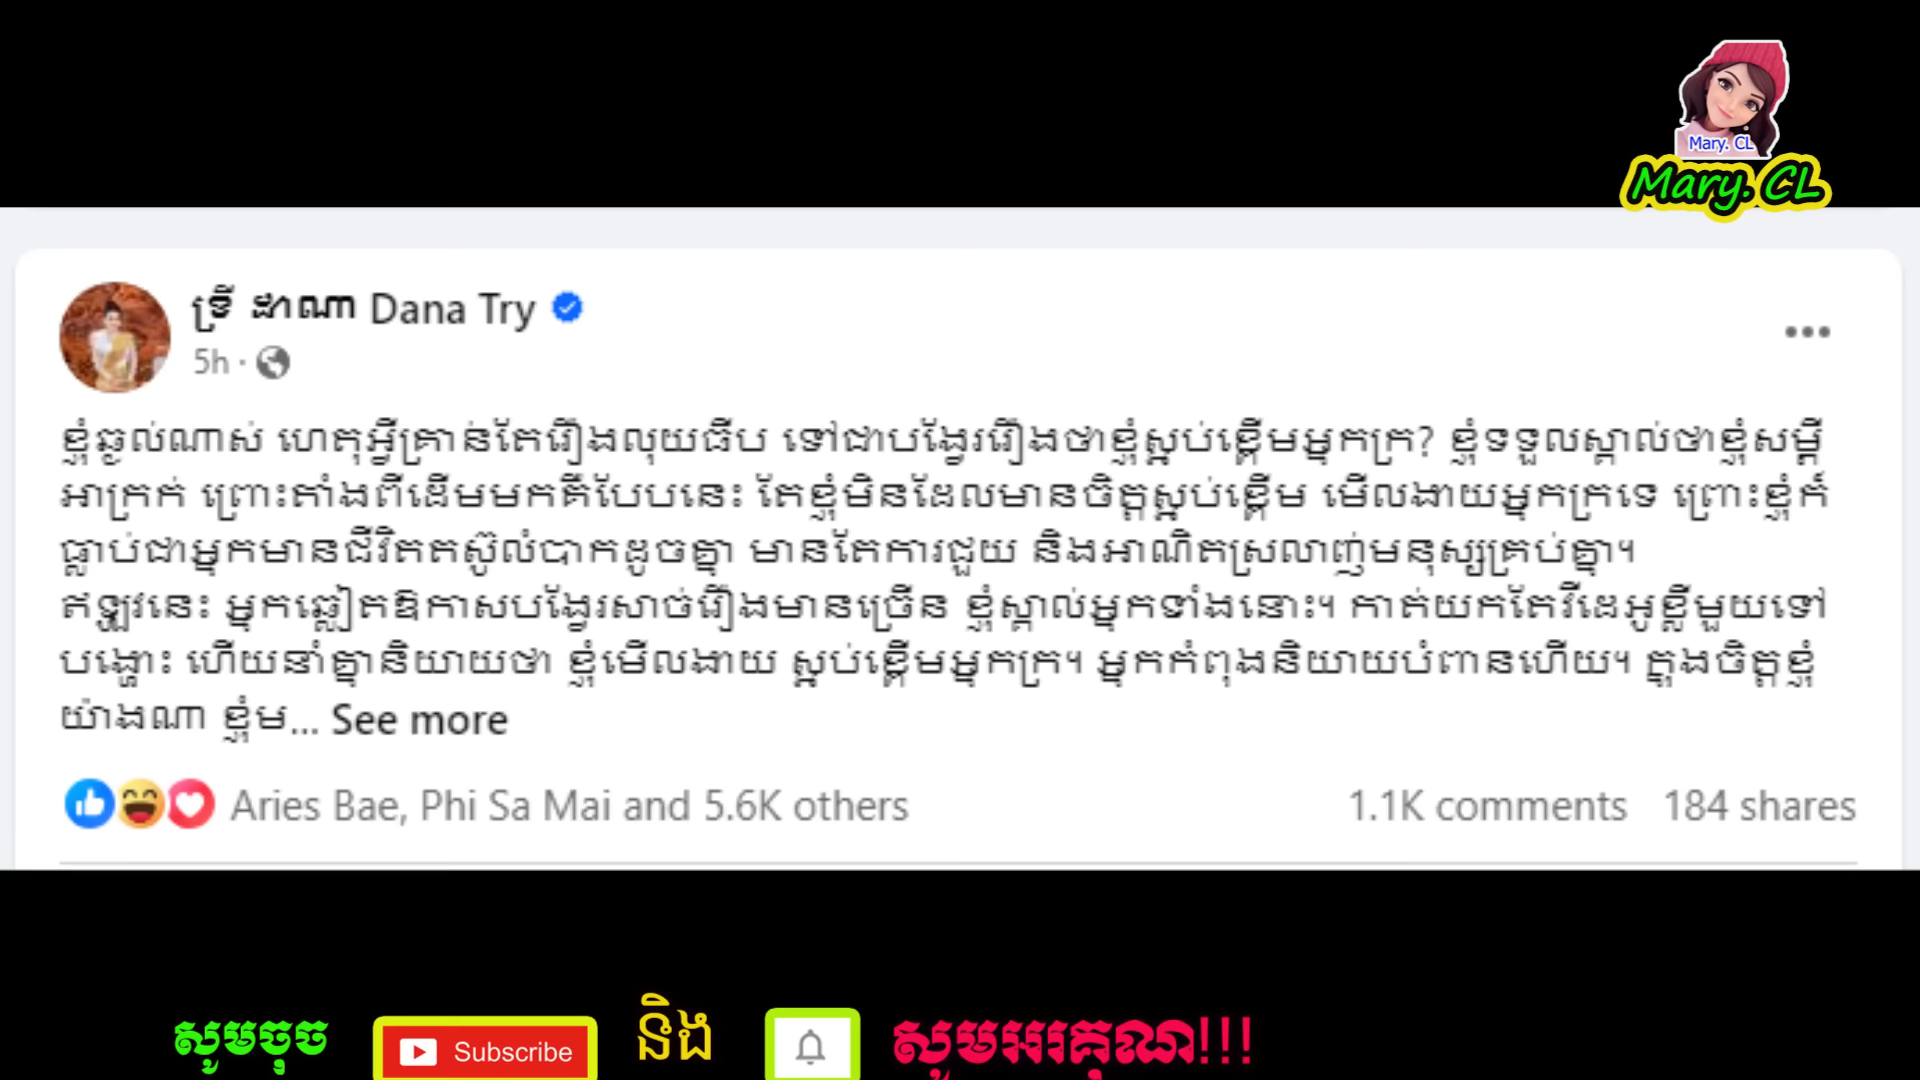 Mary. CL
Mary. CL
ទ្រី ដាណា Dana Try
5h ·
ខ្ញុំឆ្ងល់ណាស់ ហេតុអ្វីគ្រាន់តែរឿងលុយធីប ទៅជាបង្វែររឿងថាខ្ញុំស្អប់ខ្ពើមអ្នកក្រ? ខ្ញុំទទួលស្គាល់ថាខ្ញុំសម្ដី
អាក្រក់ ព្រោះតាំងពីដើមមកគឺបែបនេះ តែខ្ញុំមិនដែលមានចិត្តស្អប់ខ្ពើម មើលងាយអ្នកក្រទេ ព្រោះខ្ញុំក៏
ធ្លាប់ជាអ្នកមានជីវិតតស៊ូលំបាកដូចគ្នា មានតែការជួយ និងអាណិតស្រលាញ់មនុស្សគ្រប់គ្នា។
ឥឡូវនេះ អ្នកឆ្លៀតឱកាសបង្វែរសាច់រឿងមានច្រើន ខ្ញុំស្គាល់អ្នកទាំងនោះ។ កាត់យកតែវីដេអូខ្លីមួយទៅ
បង្ហោះ ហើយនាំគ្នានិយាយថា ខ្ញុំមើលងាយ ស្អប់ខ្ពើមអ្នកក្រ។ អ្នកកំពុងនិយាយបំពានហើយ។ ក្នុងចិត្តខ្ញុំ
យ៉ាងណា ខ្ញុំម... See more
Aries Bae, Phi Sa Mai and 5.6K others 1.1K comments 184 shares
សូមចុច Subscribe និង សូមអរគុណ!!!